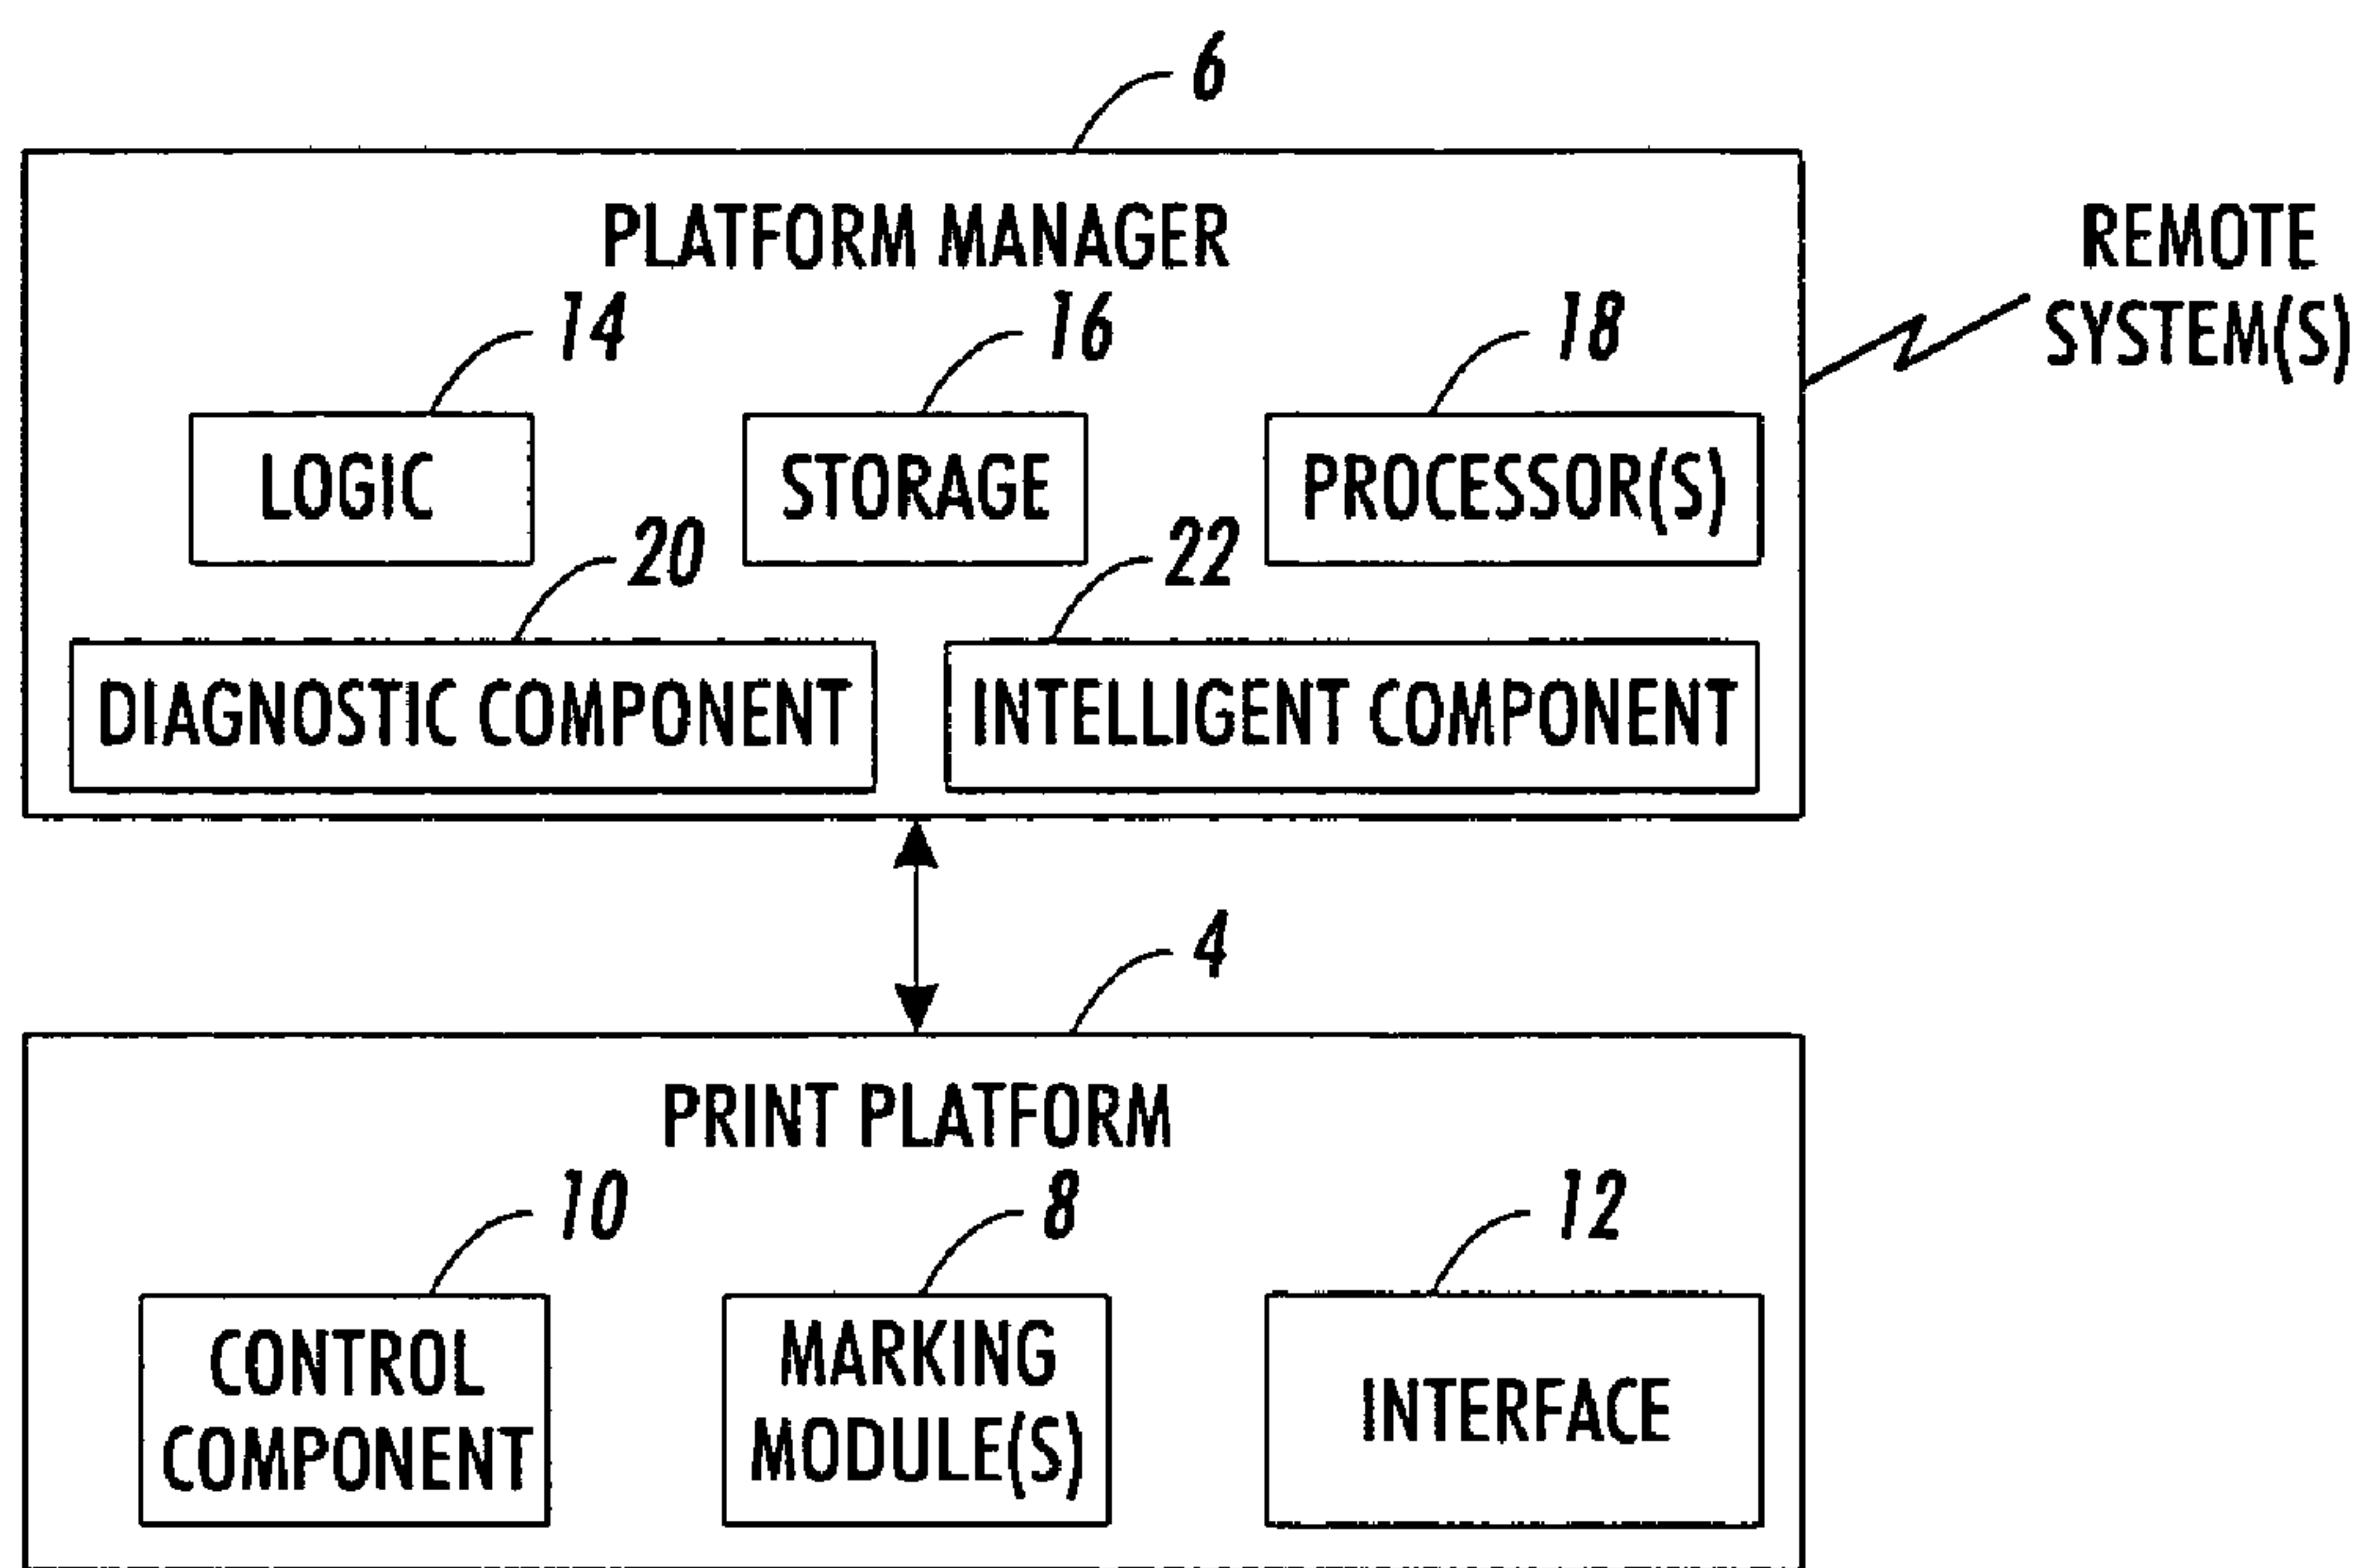 6
PLATFORM MANAGER
REMOTE
SYSTEM(S)
14
16
18
LOGIC
STORAGE
PROCESSOR(S)
20
22
DIAGNOSTIC COMPONENT
INTELLIGENT COMPONENT
4
PRINT PLATFORM
10
8
12
CONTROL
COMPONENT
MARKING
MODULE(S)
INTERFACE